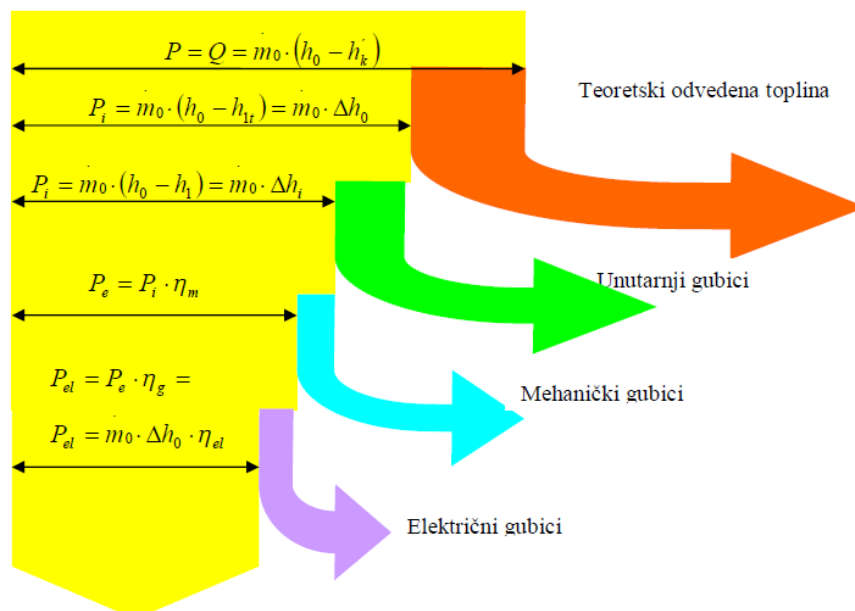 P = Q = ṁ₀ · (h₀ − h'ₖ)
Teoretski odvedena toplina
Pᵢ = ṁ₀ · (h₀ − h₁ₜ) = ṁ₀ · Δh₀
Pᵢ = ṁ₀ · (h₀ − h₁) = ṁ₀ · Δhᵢ
Unutarnji gubici
Pₑ = Pᵢ · ηₘ
Pₑₗ = Pₑ · η_g =
Mehanički gubici
Pₑₗ = ṁ₀ · Δh₀ · ηₑₗ
Električni gubici